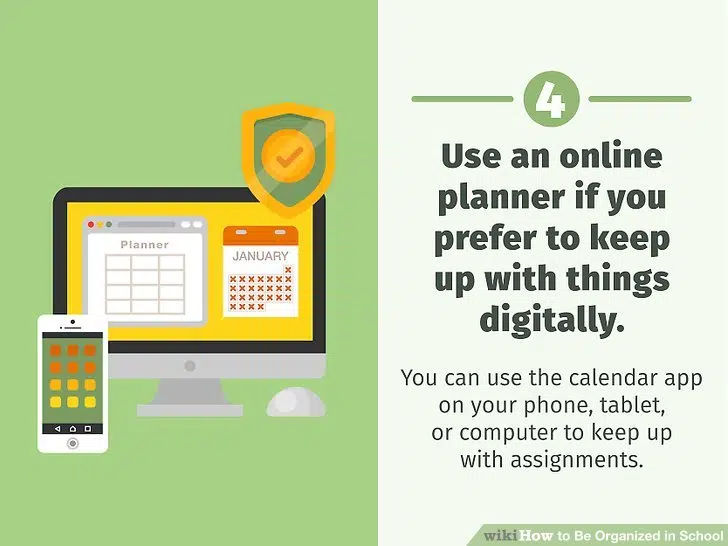 4
Use an online
planner if you
prefer to keep
up with things
digitally.
You can use the calendar app
on your phone, tablet,
or computer to keep up
with assignments.
Planner
JANUARY
wikiHow to Be Organized in School